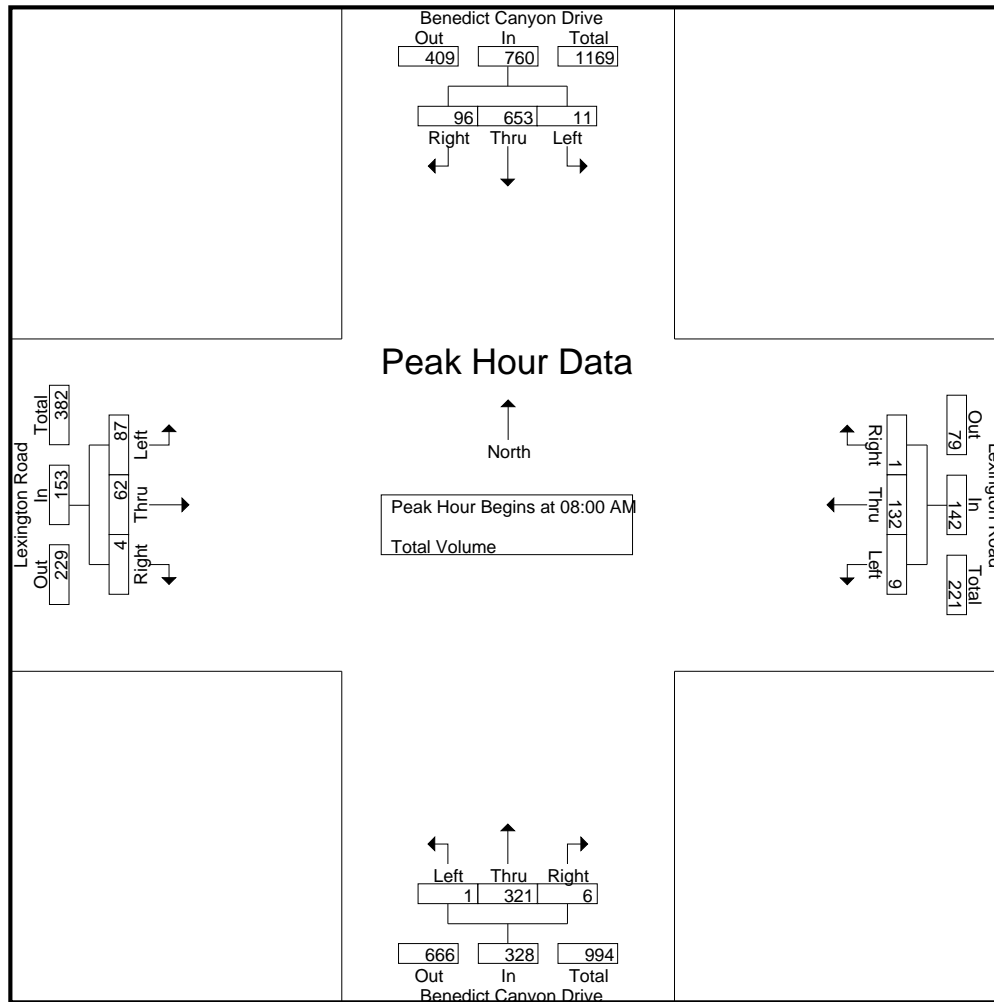 Benedict Canyon Drive
Out In Total
409 760 1169
96 653 11
Right Thru Left
Peak Hour Data
North
Peak Hour Begins at 08:00 AM
Total Volume
Lexington Road
Out In Total
229 153 382
Right Thru Left
4 62 87
Lexington Road
Out In Total
79 142 221
Right Thru Left
1 132 9
Left Thru Right
1 321 6
666 328 994
Out In Total
Benedict Canyon Drive